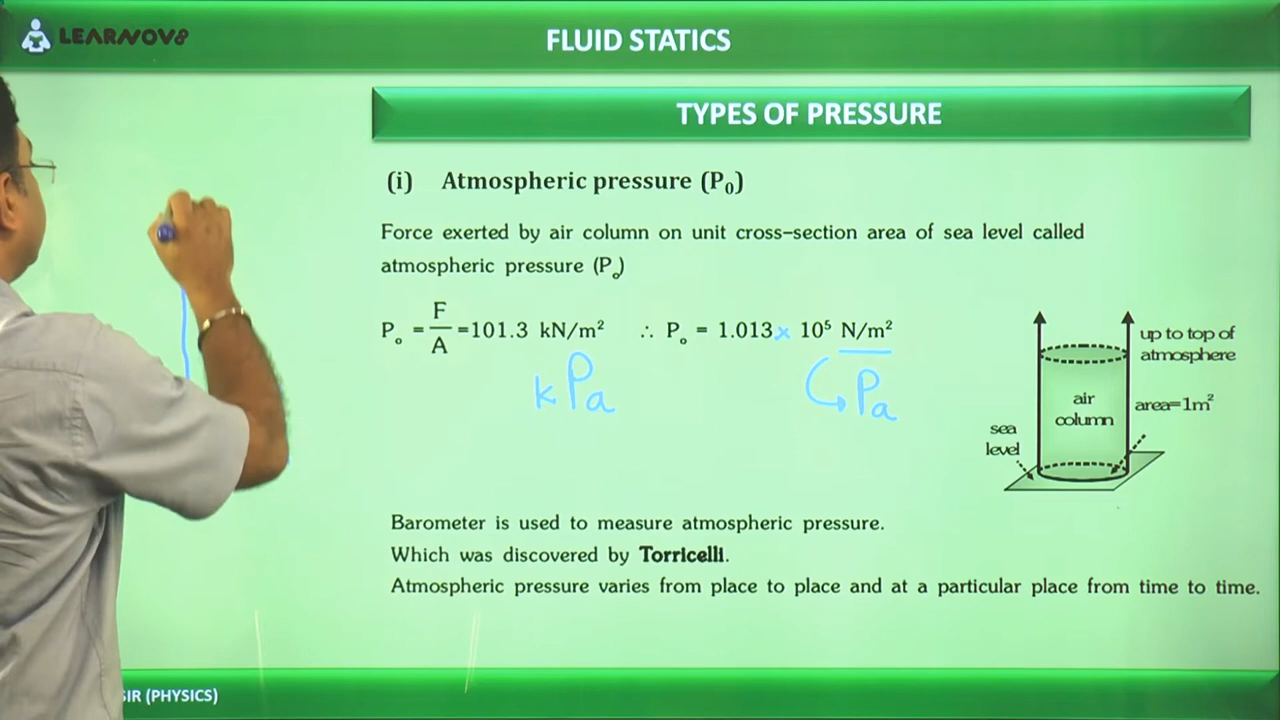 LEARNOV8
FLUID STATICS
TYPES OF PRESSURE
(i) Atmospheric pressure (P₀)
Force exerted by air column on unit cross-section area of sea level called
atmospheric pressure (Pₒ)
Pₒ = F/A =101.3 kN/m² ∴ Pₒ = 1.013 × 10⁵ N/m²
kPa Pa
up to top of
atmosphere
air
column
area=1m²
sea
level
Barometer is used to measure atmospheric pressure.
Which was discovered by Torricelli.
Atmospheric pressure varies from place to place and at a particular place from time to time.
SIR (PHYSICS)